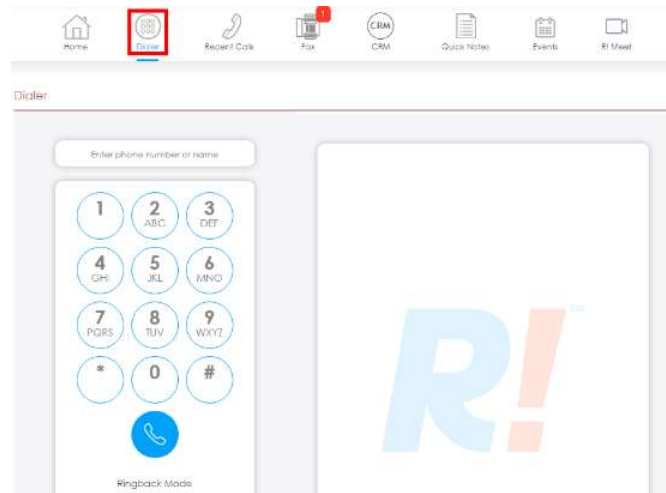 1
CRM
Home Dialer Recent Calls Fax CRM Quick Notes Events R! Meet
Dialer
Enter phone number or name
1 2 3
ABC DEF
4 5 6
GHI JKL MNO
7 8 9
PQRS TUV WXYZ
* 0 #
R!™
Ringback Mode